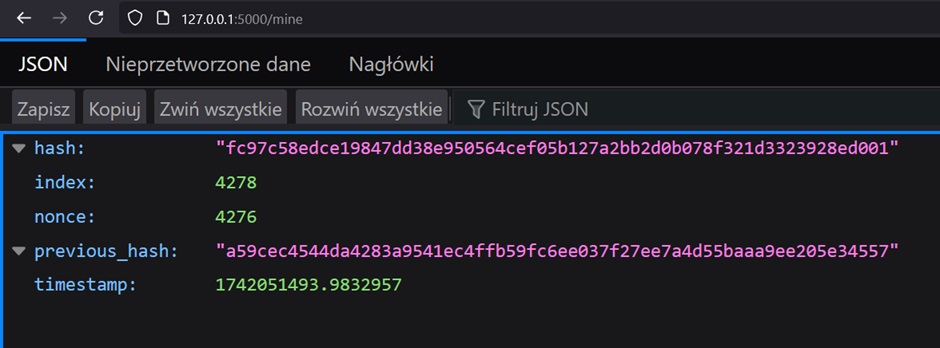 127.0.0.1:5000/mine
JSON Nieprzetworzone dane Nagłówki
Zapisz Kopiuj Zwiń wszystkie Rozwiń wszystkie Filtruj JSON
hash: "fc97c58edce19847dd38e950564cef05b127a2bb2d0b078f321d3323928ed001"
index: 4278
nonce: 4276
previous_hash: "a59cec4544da4283a9541ec4ffb59fc6ee037f27ee7a4d55baaa9ee205e34557"
timestamp: 1742051493.9832957